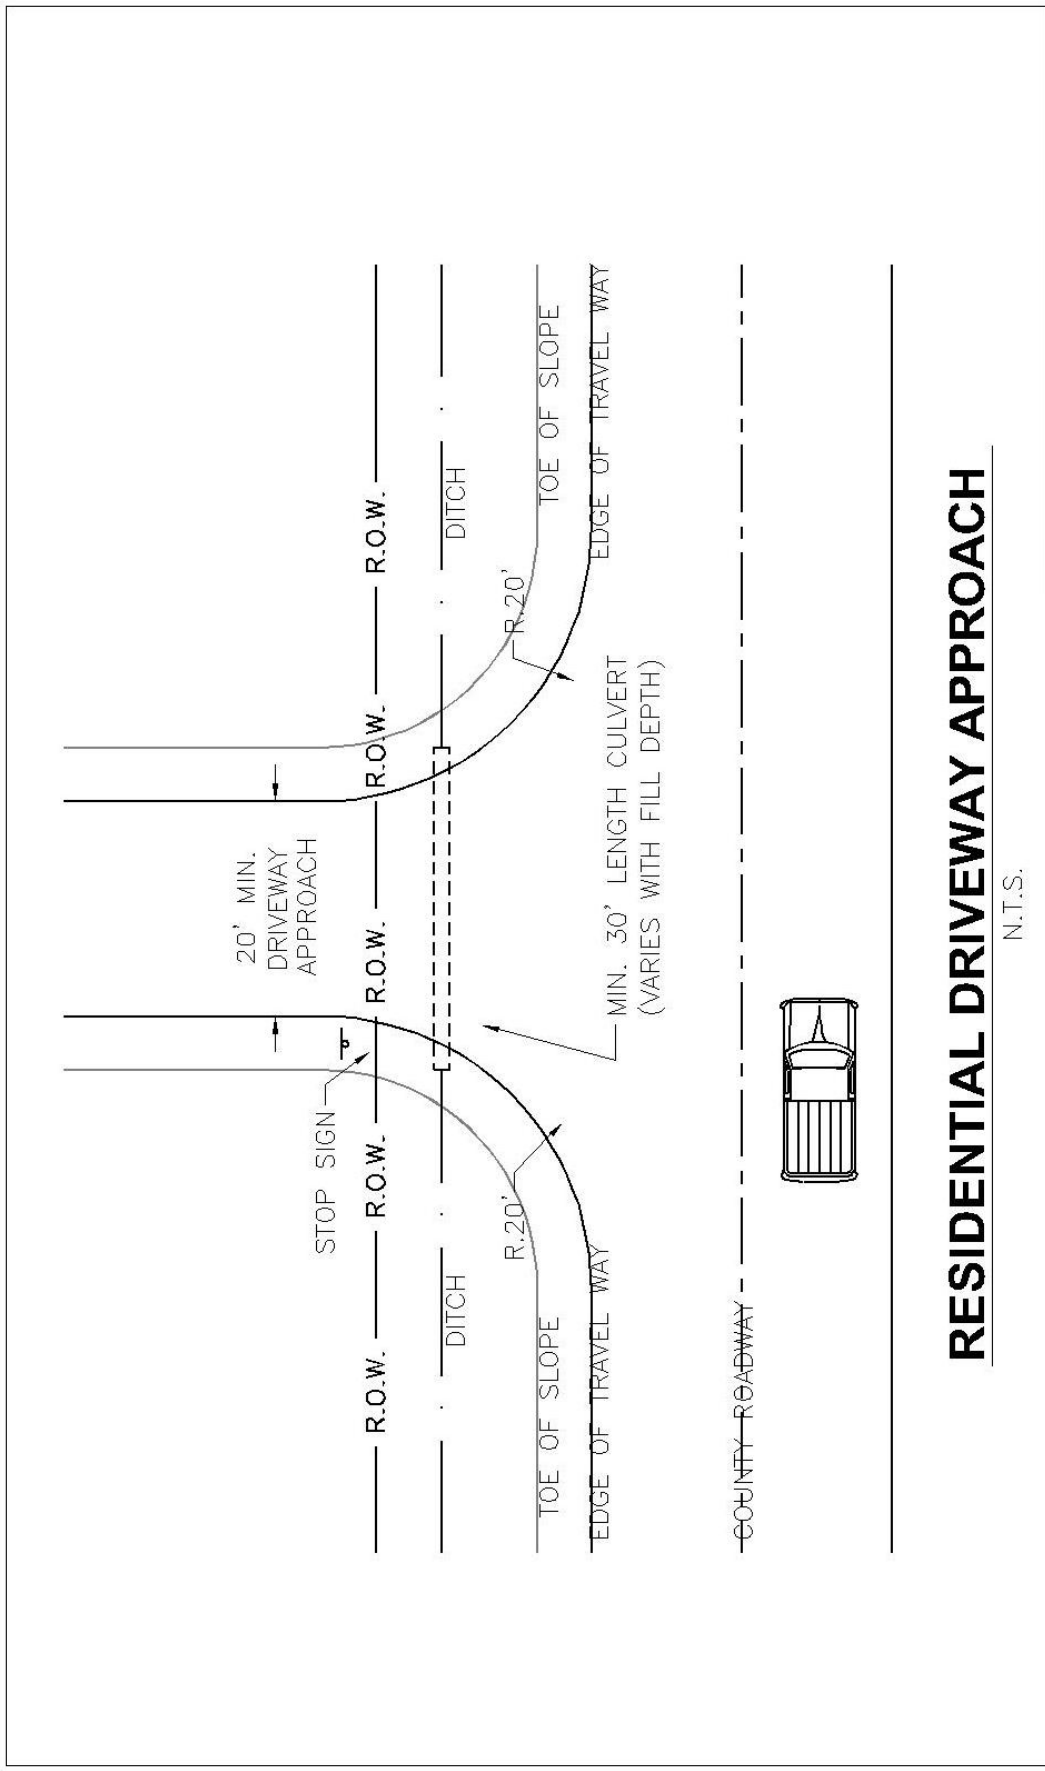 20' MIN.
DRIVEWAY
APPROACH
STOP SIGN
R.O.W.
R.O.W.
R.O.W.
R.O.W.
R.O.W.
DITCH
DITCH
R.20'
R.20'
TOE OF SLOPE
TOE OF SLOPE
EDGE OF TRAVEL WAY
EDGE OF TRAVEL WAY
MIN. 30' LENGTH CULVERT
(VARIES WITH FILL DEPTH)
COUNTY ROADWAY
RESIDENTIAL DRIVEWAY APPROACH
N.T.S.